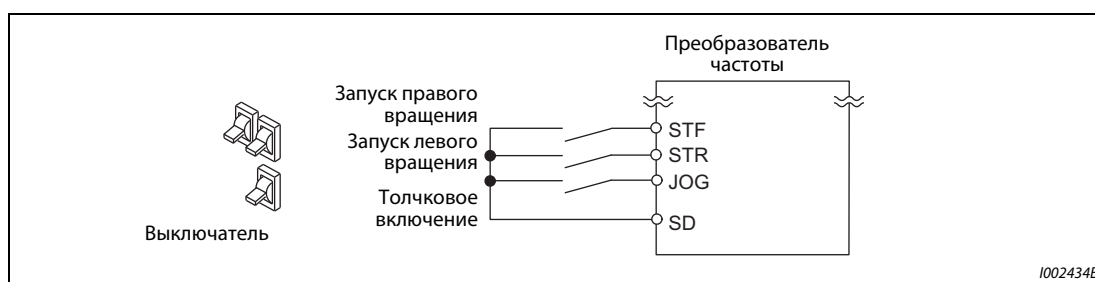 Преобразователь
частоты
Запуск правого
вращения
Запуск левого
вращения
Толчковое
включение
STF
STR
JOG
SD
Выключатель
I002434E